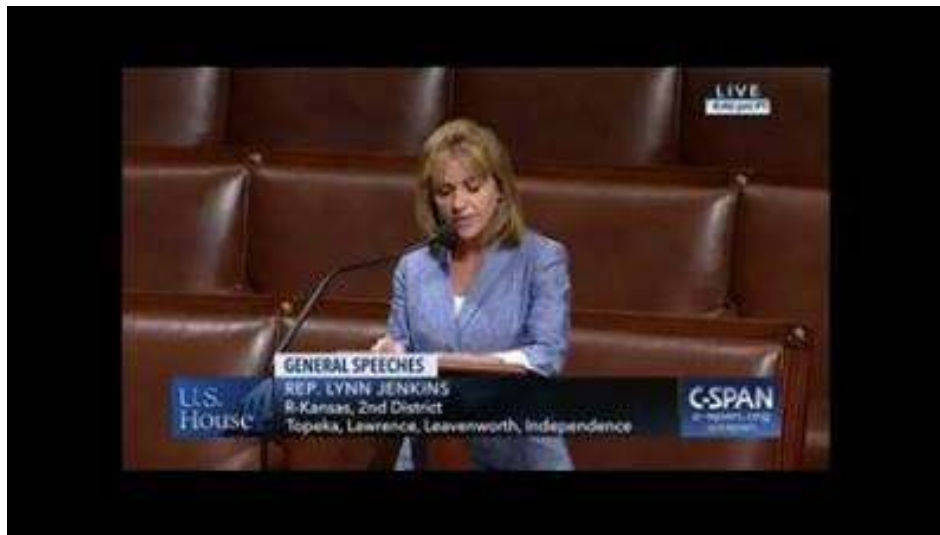 LIVE
GENERAL SPEECHES
U.S.
House
REP. LYNN JENKINS
R-Kansas, 2nd District
Topeka, Lawrence, Leavenworth, Independence
C-SPAN
c-span.org